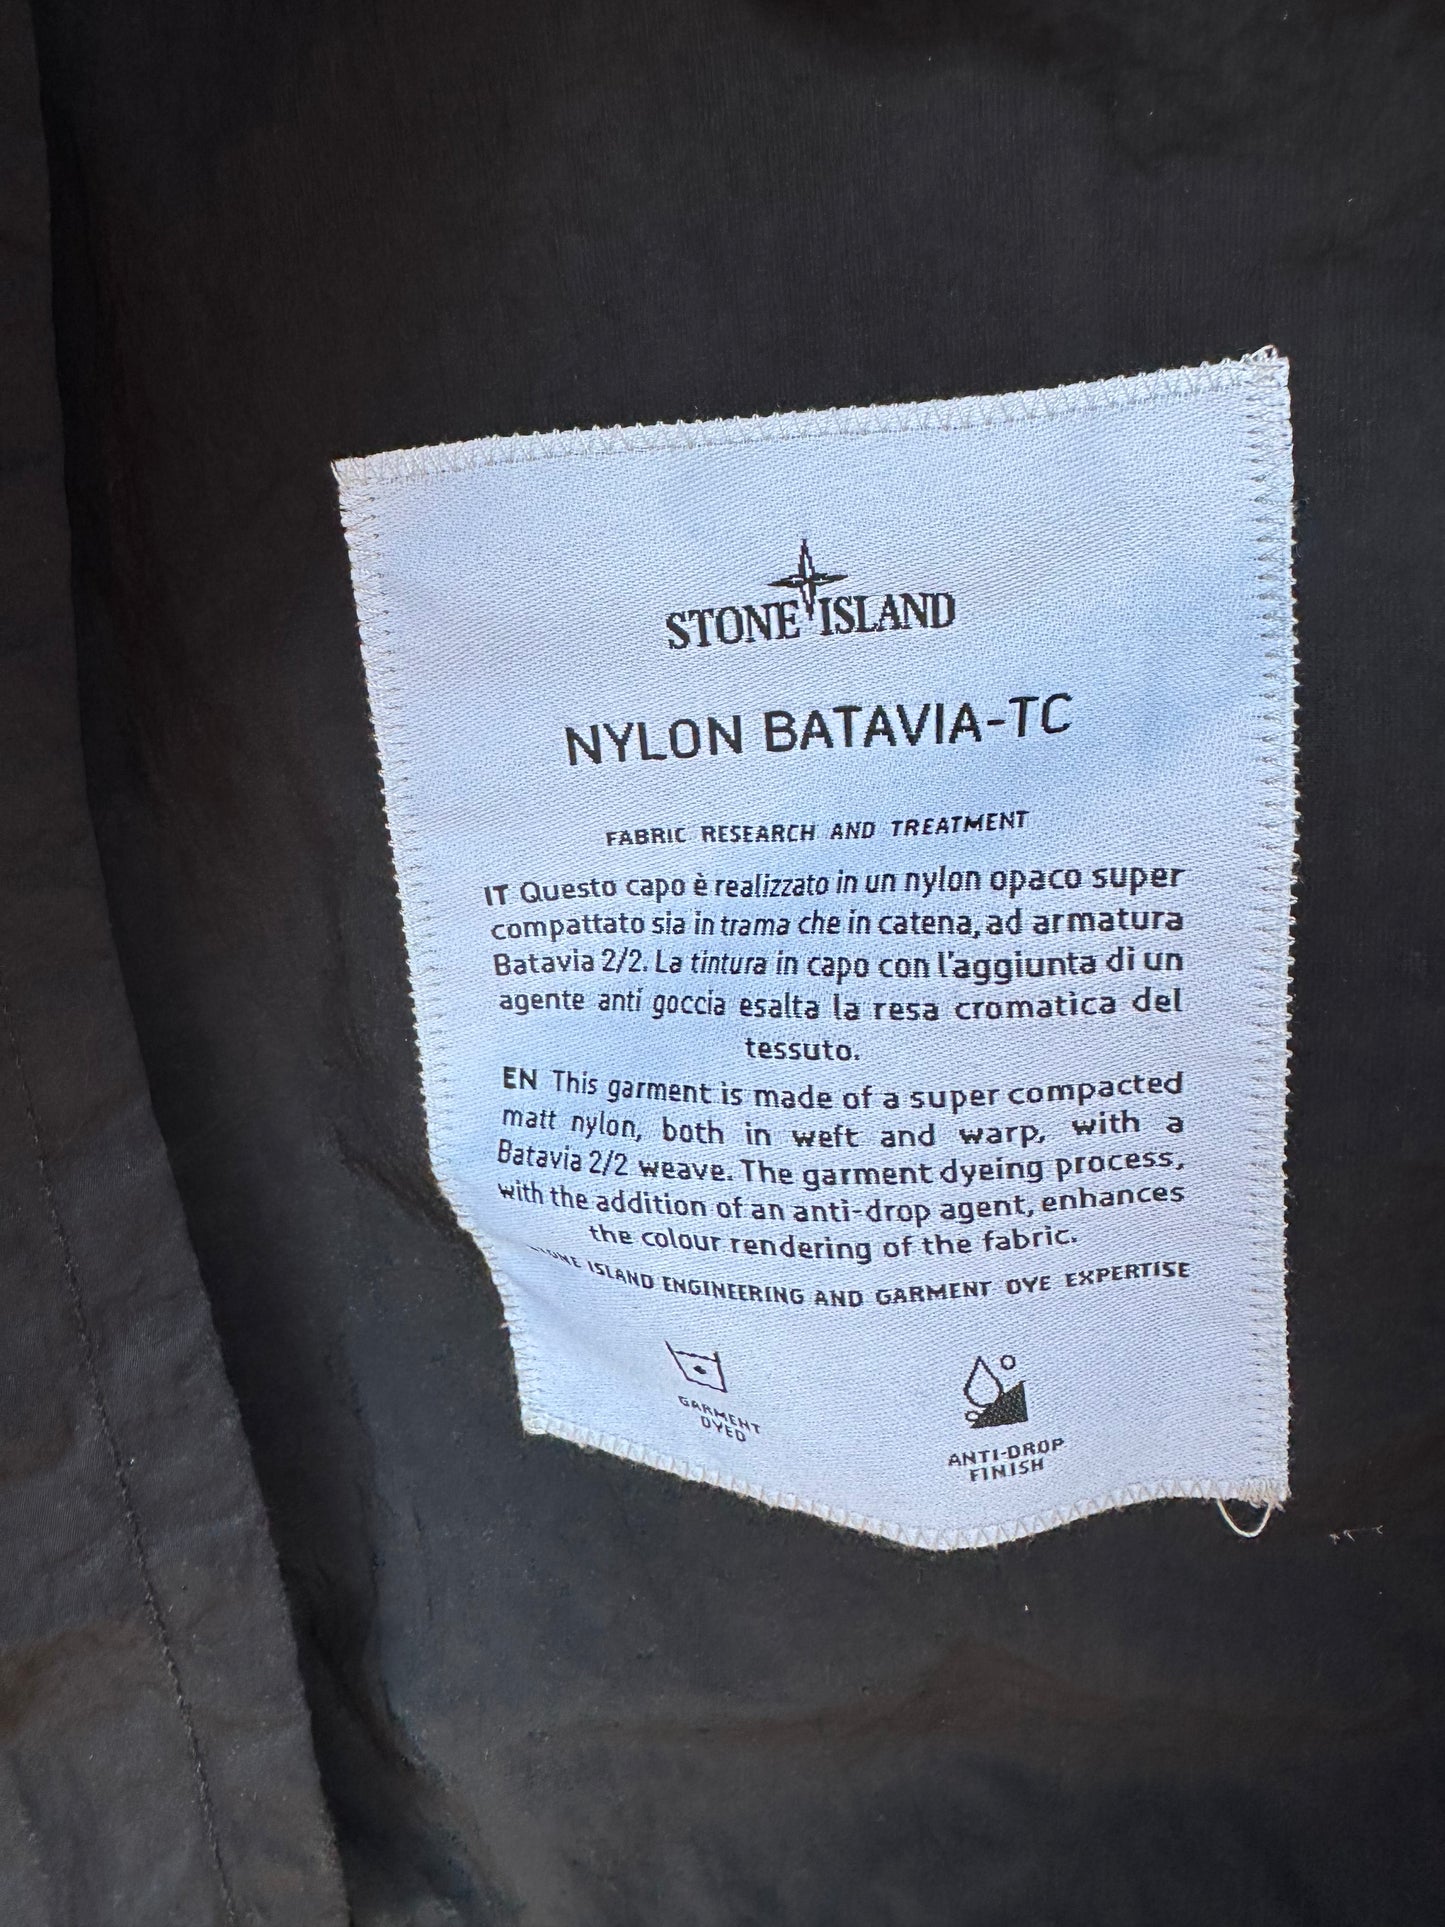 STONE ISLAND
NYLON BATAVIA-TC
FABRIC RESEARCH AND TREATMENT
IT Questo capo è realizzato in un nylon opaco super
compattato sia in trama che in catena, ad armatura
Batavia 2/2. La tintura in capo con l'aggiunta di un
agente anti goccia esalta la resa cromatica del
tessuto.
EN This garment is made of a super compacted
matt nylon, both in weft and warp, with a
Batavia 2/2 weave. The garment dyeing process,
with the addition of an anti-drop agent, enhances
the colour rendering of the fabric.
STONE ISLAND ENGINEERING AND GARMENT DYE EXPERTISE
GARMENT
DYED
ANTI-DROP
FINISH